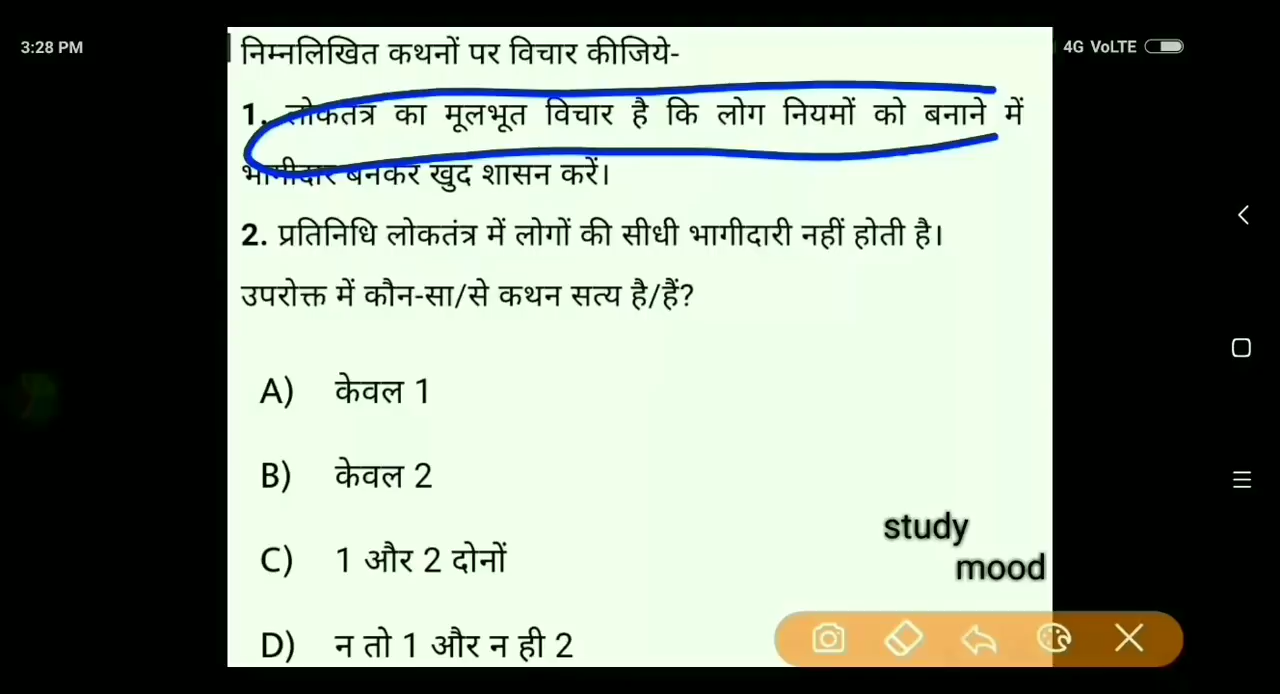 3:28 PM
4G VoLTE
निम्नलिखित कथनों पर विचार कीजिये-
1. लोकतंत्र का मूलभूत विचार है कि लोग नियमों को बनाने में
भागीदार बनकर खुद शासन करें।
2. प्रतिनिधि लोकतंत्र में लोगों की सीधी भागीदारी नहीं होती है।
उपरोक्त में कौन-सा/से कथन सत्य है/हैं?
A) केवल 1
B) केवल 2
C) 1 और 2 दोनों
D) न तो 1 और न ही 2
study
mood